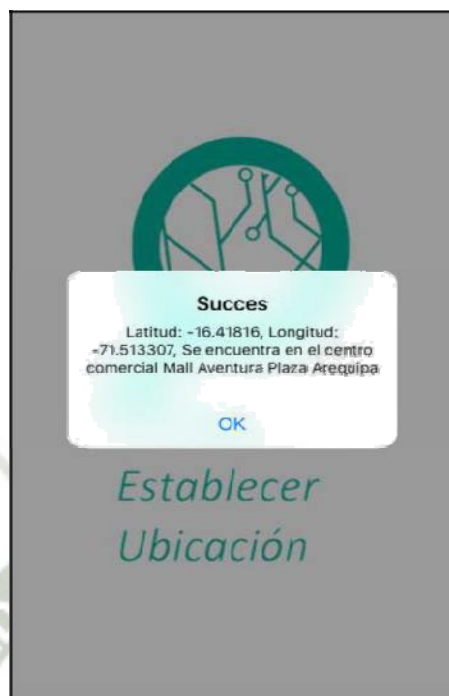 Succes
Latitud: -16.41816, Longitud:
-71.513307, Se encuentra en el centro
comercial Mall Aventura Plaza Arequipa
OK
Establecer
Ubicación